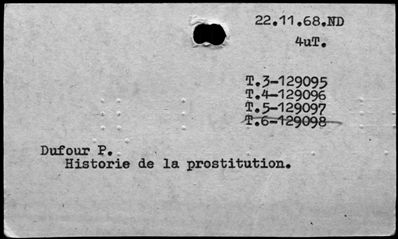 22.11.68.ND
4uT.
T.3-129095
T.4-129096
T.5-129097
T.6-129098
Dufour P.
Historie de la prostitution.